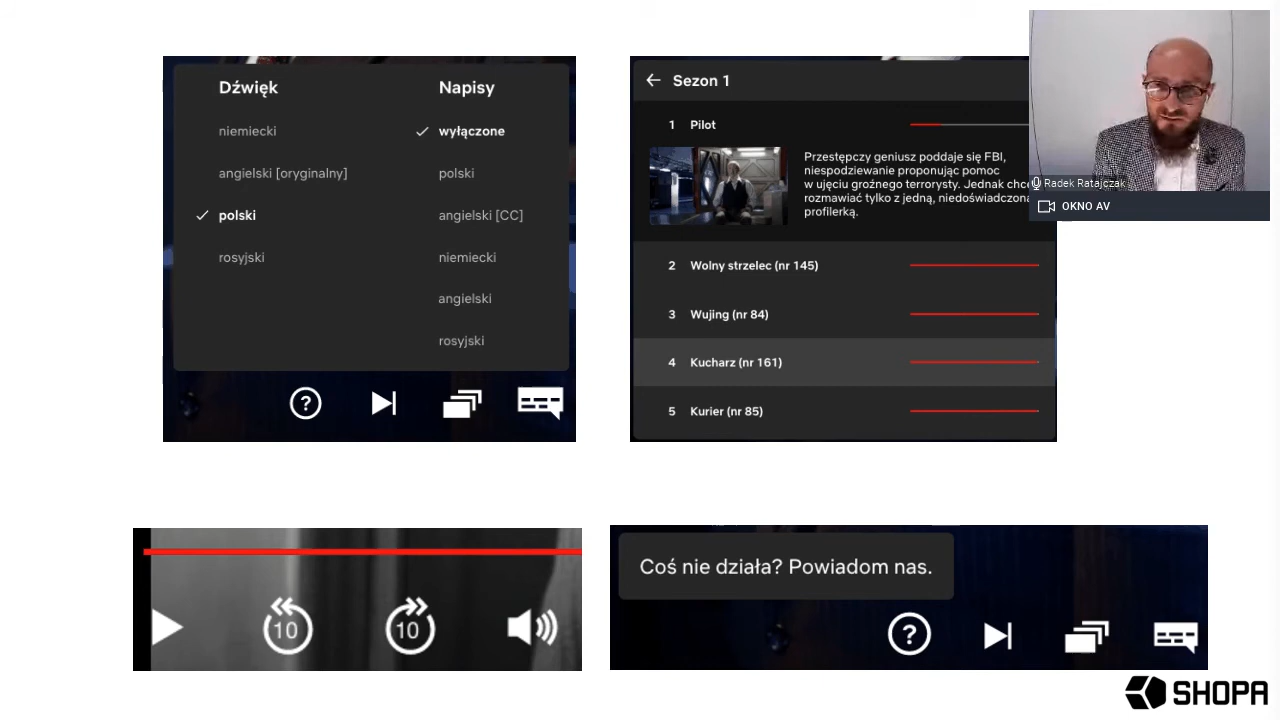 Dźwięk
niemiecki
angielski [oryginalny]
polski
rosyjski
Napisy
wyłączone
polski
angielski [CC]
niemiecki
angielski
rosyjski
?
Sezon 1
1 Pilot
Przestępczy geniusz poddaje się FBI,
niespodziewanie proponując pomoc
w ujęciu groźnego terrorysty. Jednak chce
rozmawiać tylko z jedną, niedoświadczoną
profilerką.
2 Wolny strzelec (nr 145)
3 Wujing (nr 84)
4 Kucharz (nr 161)
5 Kurier (nr 85)
Radek Ratajczak
OKNO AV
10
10
Coś nie działa? Powiadom nas.
?
SHOPA